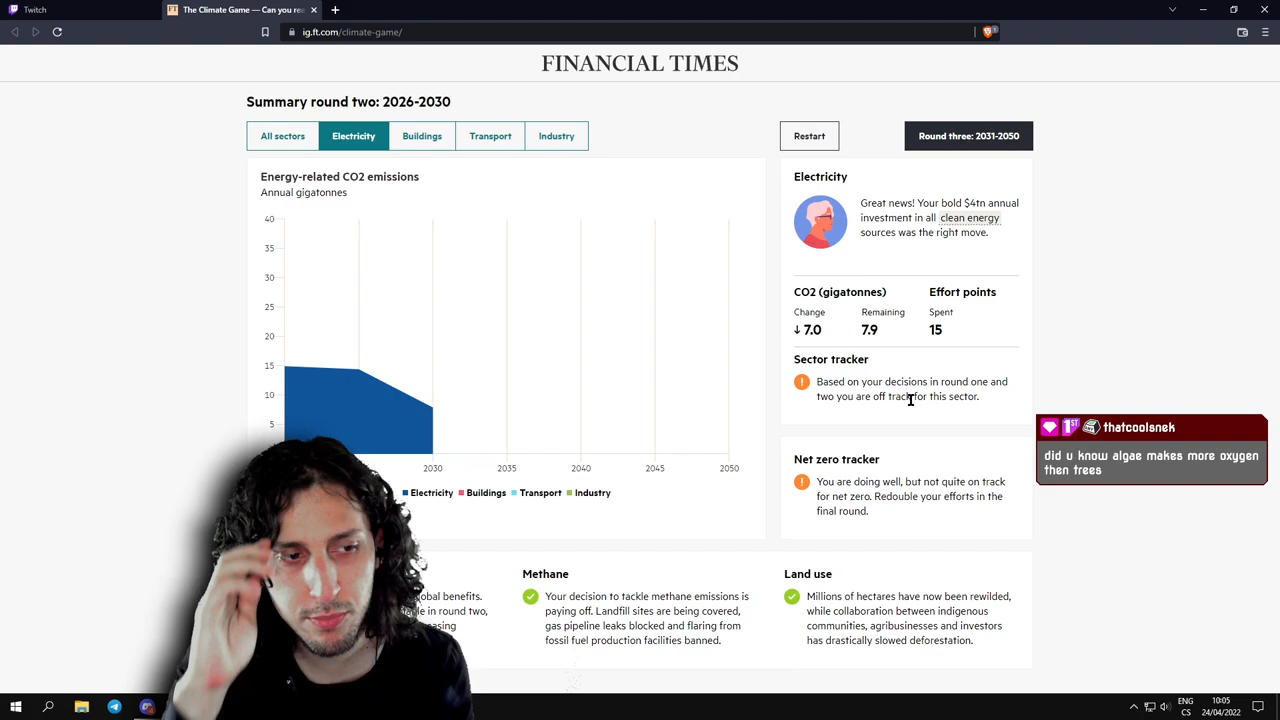 Twitch
The Climate Game — Can you rea
ig.ft.com/climate-game/
FINANCIAL TIMES
Summary round two: 2026-2030
All sectors
Electricity
Buildings
Transport
Industry
Restart
Round three: 2031-2050
Energy-related CO2 emissions
Annual gigatonnes
40
35
30
25
20
15
10
5
2030
2035
2040
2045
2050
Electricity
Buildings
Transport
Industry
Electricity
Great news! Your bold $4tn annual
investment in all clean energy
sources was the right move.
CO2 (gigatonnes)
Effort points
Change
Remaining
Spent
↓ 7.0
7.9
15
Sector tracker
Based on your decisions in round one and
two you are off track for this sector.
Net zero tracker
You are doing well, but not quite on track
for net zero. Redouble your efforts in the
final round.
1ST thatcoolsnek
did u know algae makes more oxygen
then trees
obal benefits.
in round two,
Methane
Your decision to tackle methane emissions is
paying off. Landfill sites are being covered,
gas pipeline leaks blocked and flaring from
fossil fuel production facilities banned.
Land use
Millions of hectares have now been rewilded,
while collaboration between indigenous
communities, agribusinesses and investors
has drastically slowed deforestation.
ENG
CS
10:05
24/04/2022